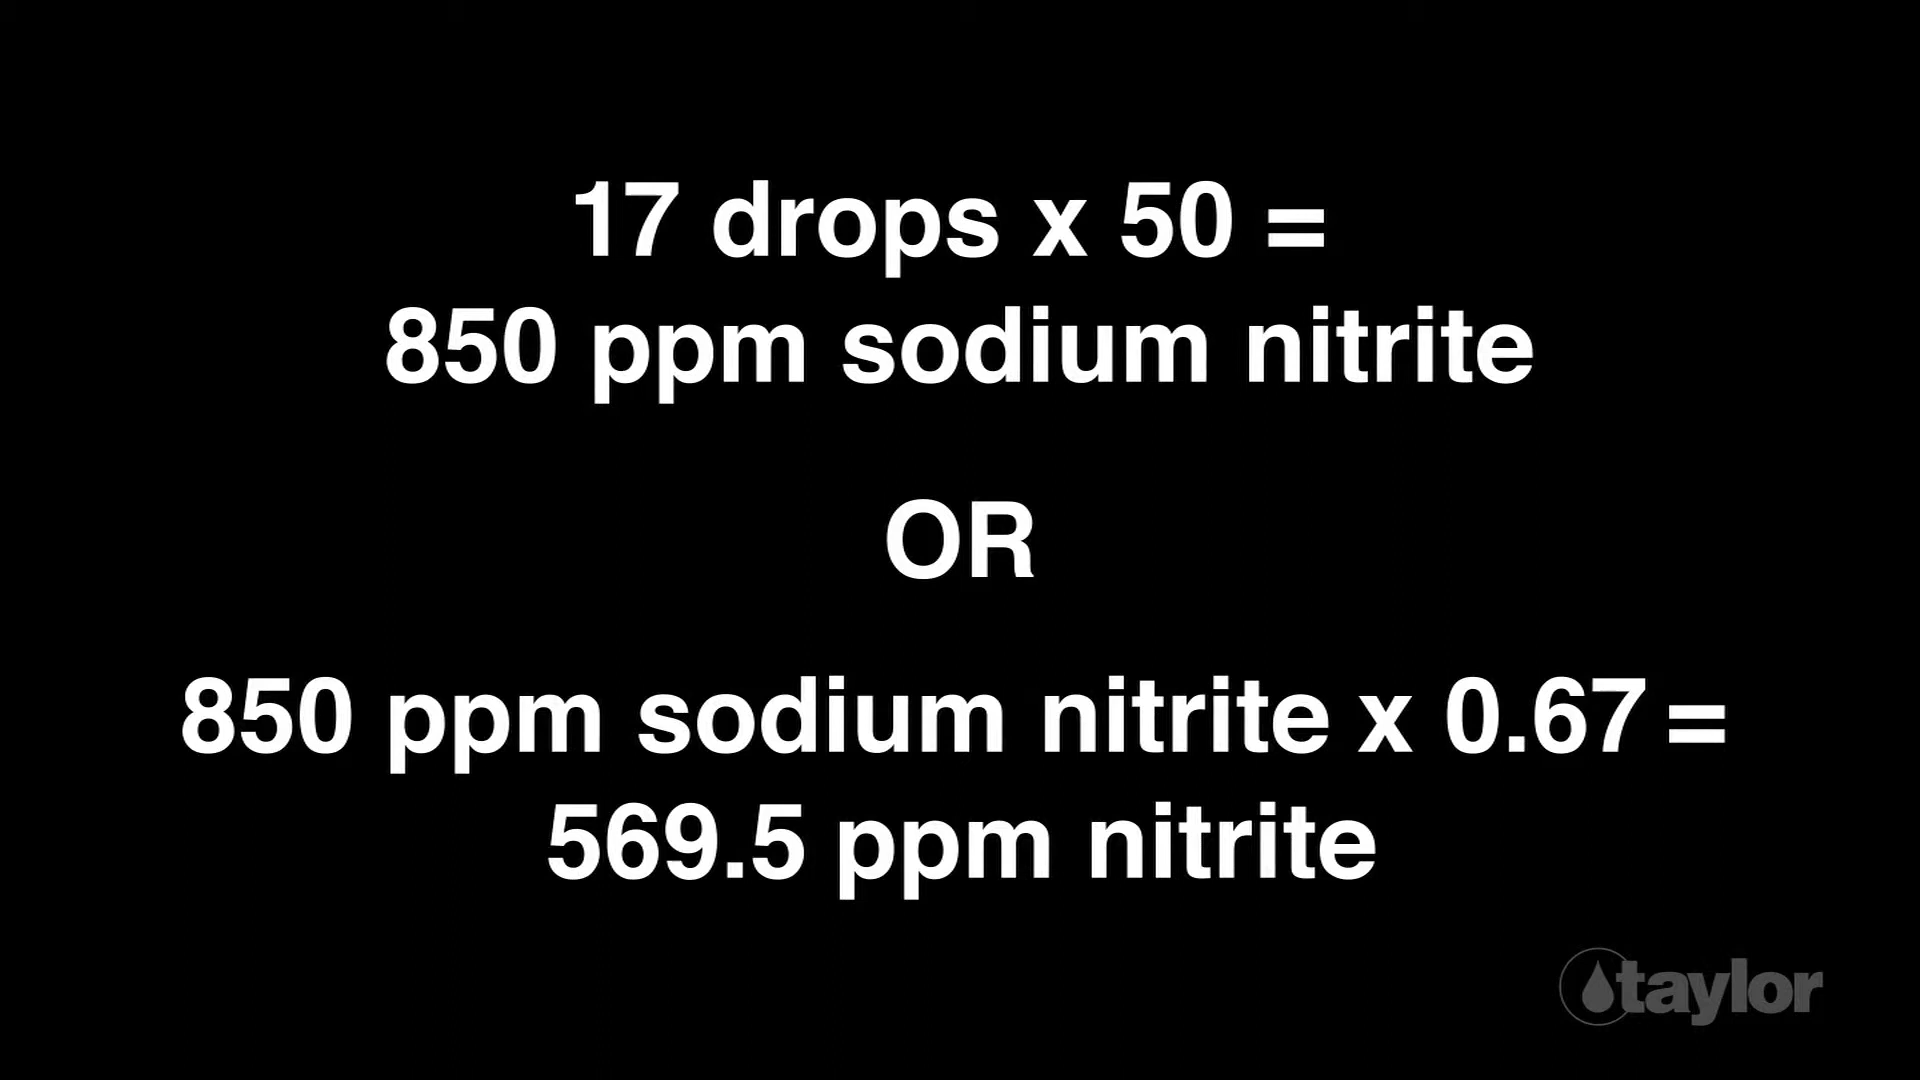 17 drops x 50 =
850 ppm sodium nitrite
OR
850 ppm sodium nitrite x 0.67 =
569.5 ppm nitrite
taylor